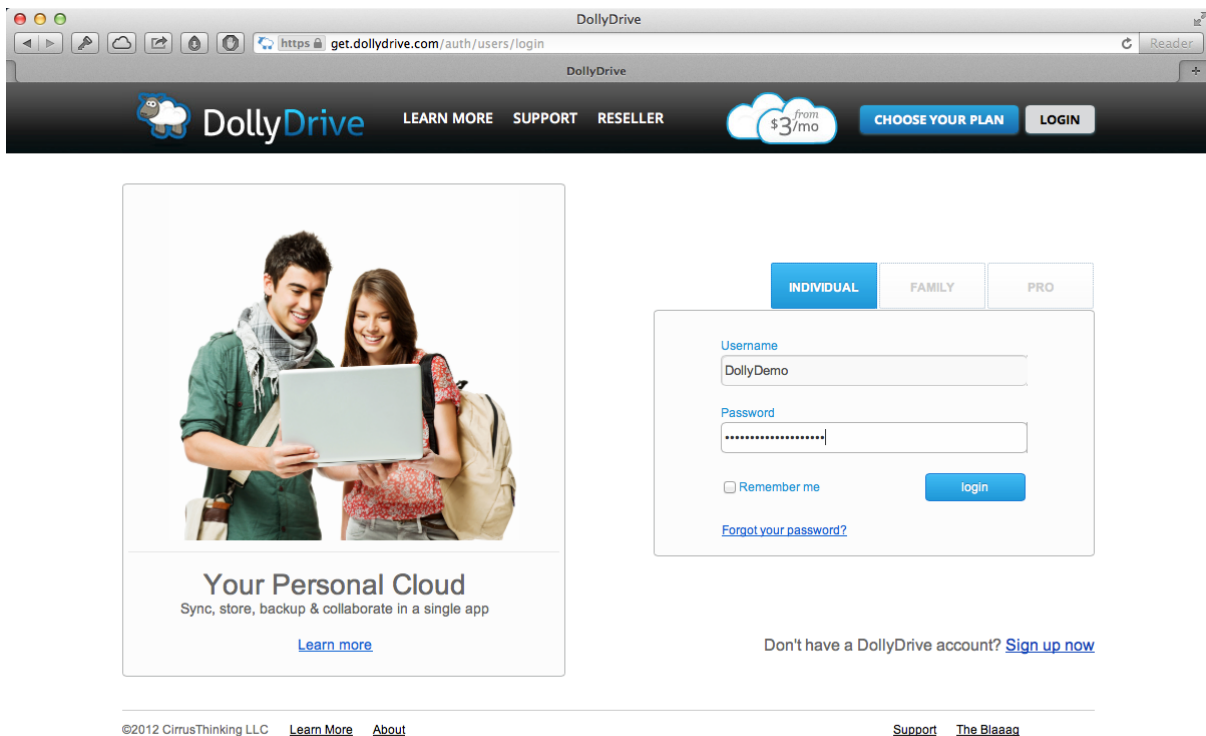 DollyDrive
https get.dollydrive.com/auth/users/login
Reader
DollyDrive
DollyDrive LEARN MORE SUPPORT RESELLER from $3/mo CHOOSE YOUR PLAN LOGIN
INDIVIDUAL FAMILY PRO
Username
DollyDemo
Password
••••••••••••••••••••
Remember me login
Forgot your password?
Your Personal Cloud
Sync, store, backup & collaborate in a single app
Learn more
Don't have a DollyDrive account? Sign up now
©2012 CirrusThinking LLC Learn More About Support The Blaaag